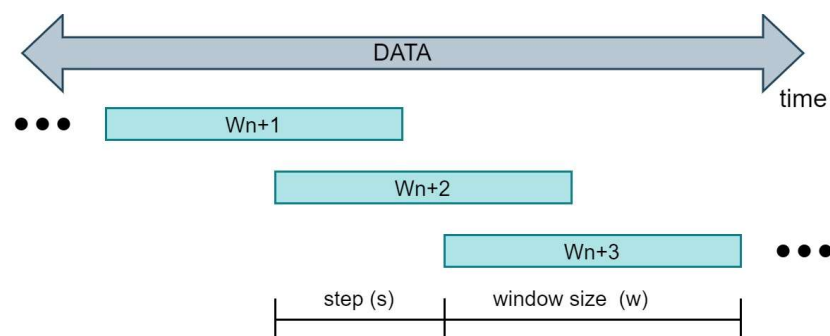 DATA
time
Wn+1
Wn+2
Wn+3
step (s)
window size (w)